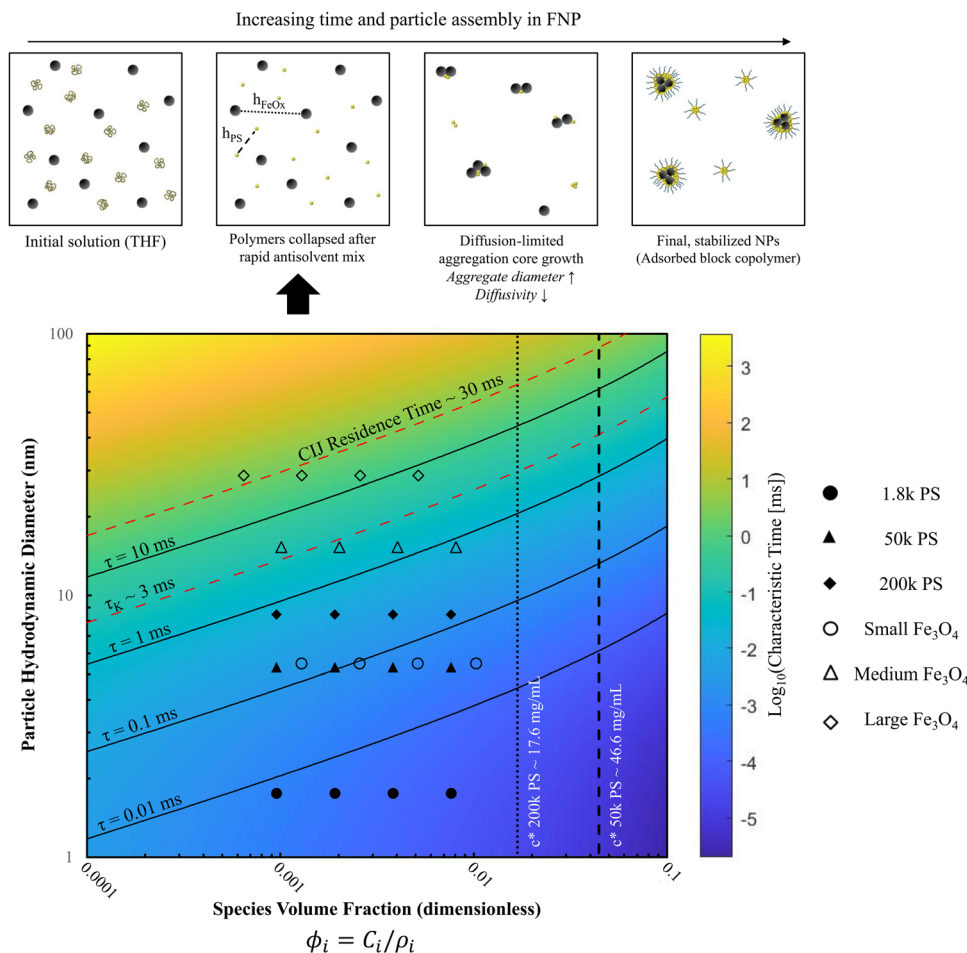 Increasing time and particle assembly in FNP
h_FeOx
h_PS
Initial solution (THF)
Polymers collapsed after
rapid antisolvent mix
Diffusion-limited
aggregation core growth
Aggregate diameter ↑
Diffusivity ↓
Final, stabilized NPs
(Adsorbed block copolymer)
Particle Hydrodynamic Diameter (nm)
100
10
1
CIJ Residence Time ~ 30 ms
τ = 10 ms
τ_K ~ 3 ms
τ = 1 ms
τ = 0.1 ms
τ = 0.01 ms
c* 200k PS ~ 17.6 mg/mL
c* 50k PS ~ 46.6 mg/mL
0.0001
0.001
0.01
0.1
Species Volume Fraction (dimensionless)
ϕ_i = C_i/ρ_i
3
2
1
0
-1
-2
-3
-4
-5
Log₁₀(Characteristic Time [ms])
1.8k PS
50k PS
200k PS
Small Fe₃O₄
Medium Fe₃O₄
Large Fe₃O₄